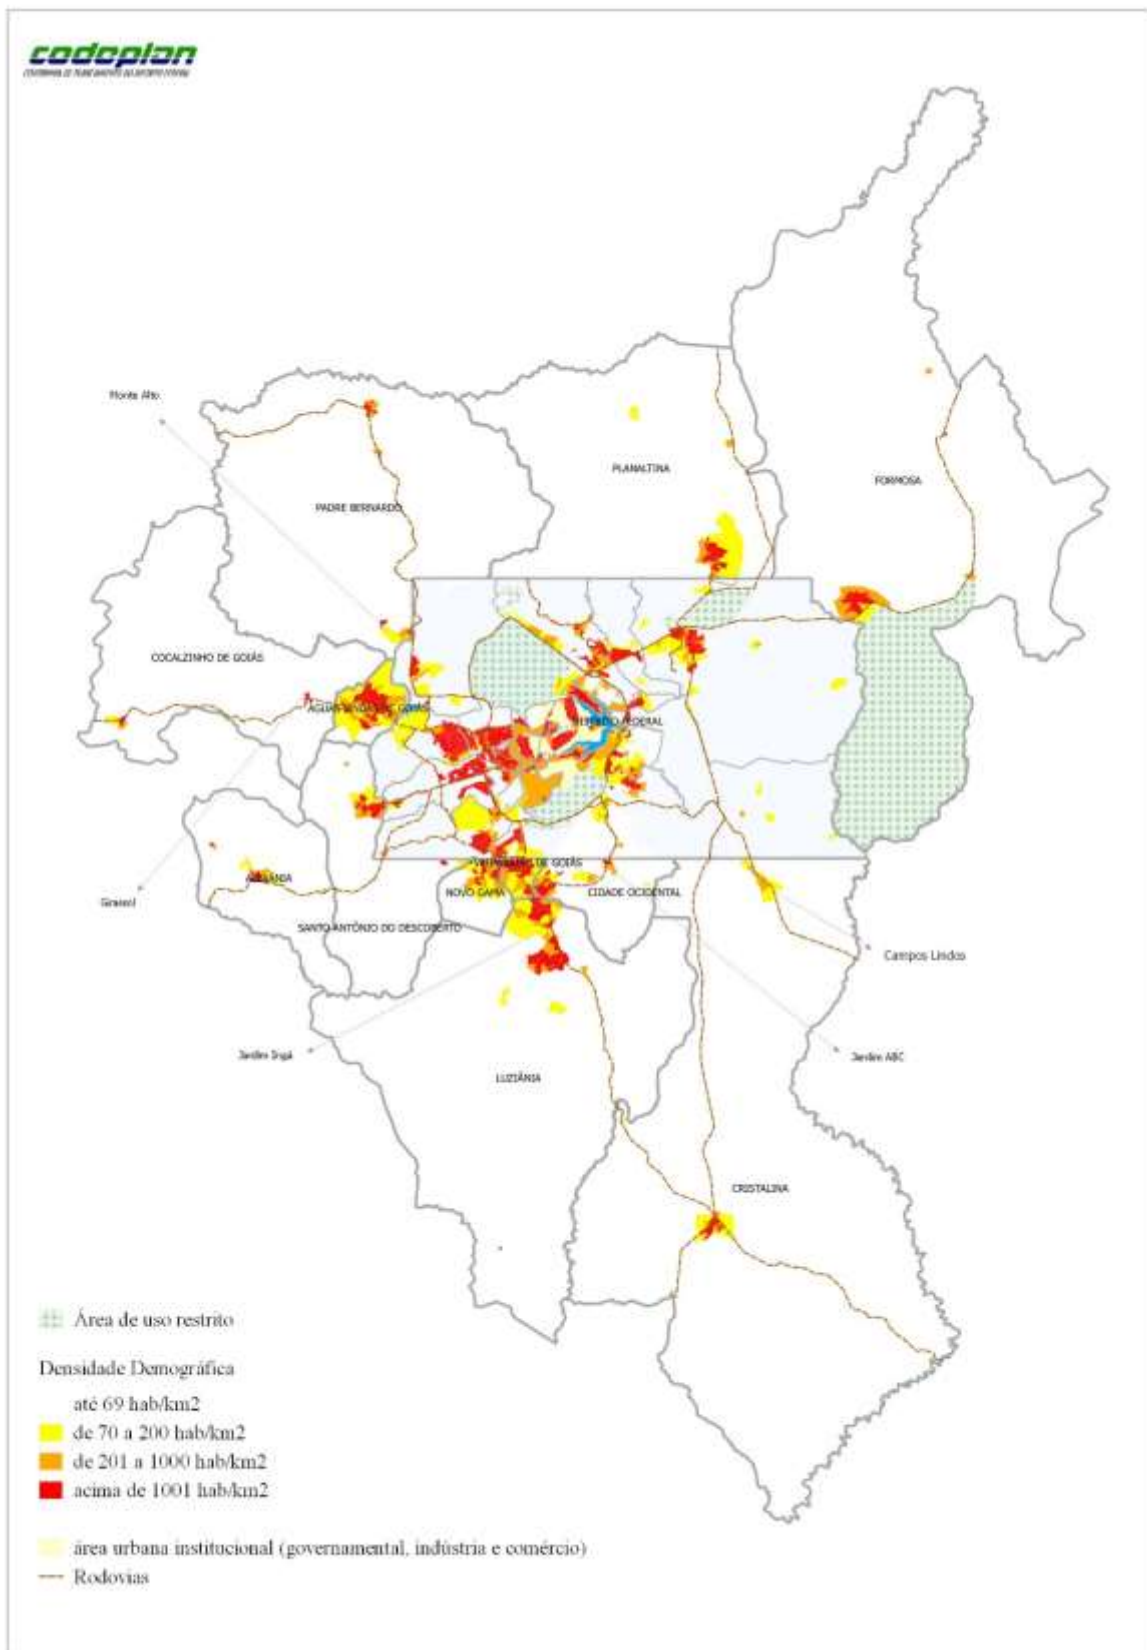 codeplan
Monte Alto
PLANALTINA
FORMOSA
PADRE BERNARDO
COCALZINHO DE GOIÁS
DISTRITO FEDERAL
NOVO GAMA
CIDADE OCIDENTAL
SANTO ANTÔNIO DO DESCOBERTO
Girassol
Campos Lindos
Jardim Ingá
Jardim ABC
LUZIÂNIA
CRISTALINA
Área de uso restrito
Densidade Demográfica
até 69 hab/km2
de 70 a 200 hab/km2
de 201 a 1000 hab/km2
acima de 1001 hab/km2
área urbana institucional (governamental, indústria e comércio)
Rodovias